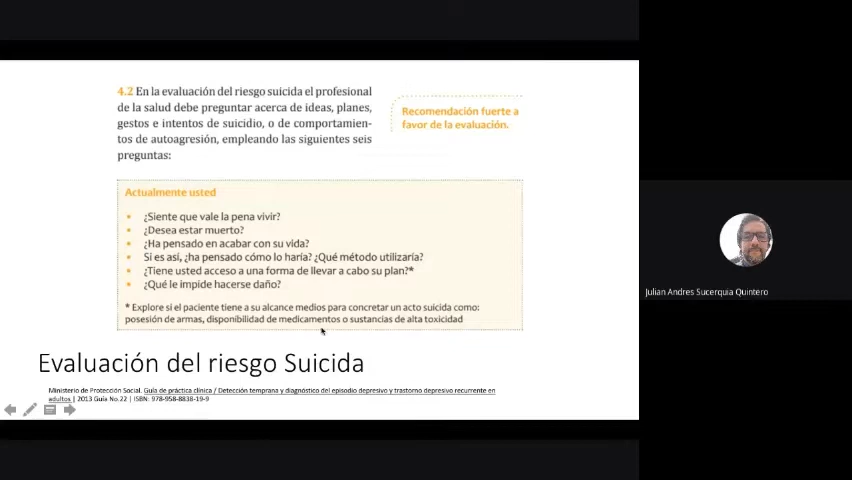 4.2 En la evaluación del riesgo suicida el profesional
de la salud debe preguntar acerca de ideas, planes,
gestos e intentos de suicidio, o de comportamien-
tos de autoagresión, empleando las siguientes seis
preguntas:
Recomendación fuerte a
favor de la evaluación.
Actualmente usted
• ¿Siente que vale la pena vivir?
• ¿Desea estar muerto?
• ¿Ha pensado en acabar con su vida?
• Si es así, ¿ha pensado cómo lo haría? ¿Qué método utilizaría?
• ¿Tiene usted acceso a una forma de llevar a cabo su plan?*
• ¿Qué le impide hacerse daño?
* Explore si el paciente tiene a su alcance medios para concretar un acto suicida como:
posesión de armas, disponibilidad de medicamentos o sustancias de alta toxicidad
Evaluación del riesgo Suicida
Ministerio de Protección Social. Guía de práctica clínica / Detección temprana y diagnóstico del episodio depresivo y trastorno depresivo recurrente en
adultos | 2013 Guía No.22 | ISBN: 978-958-8838-19-9
Julian Andres Sucerquia Quintero